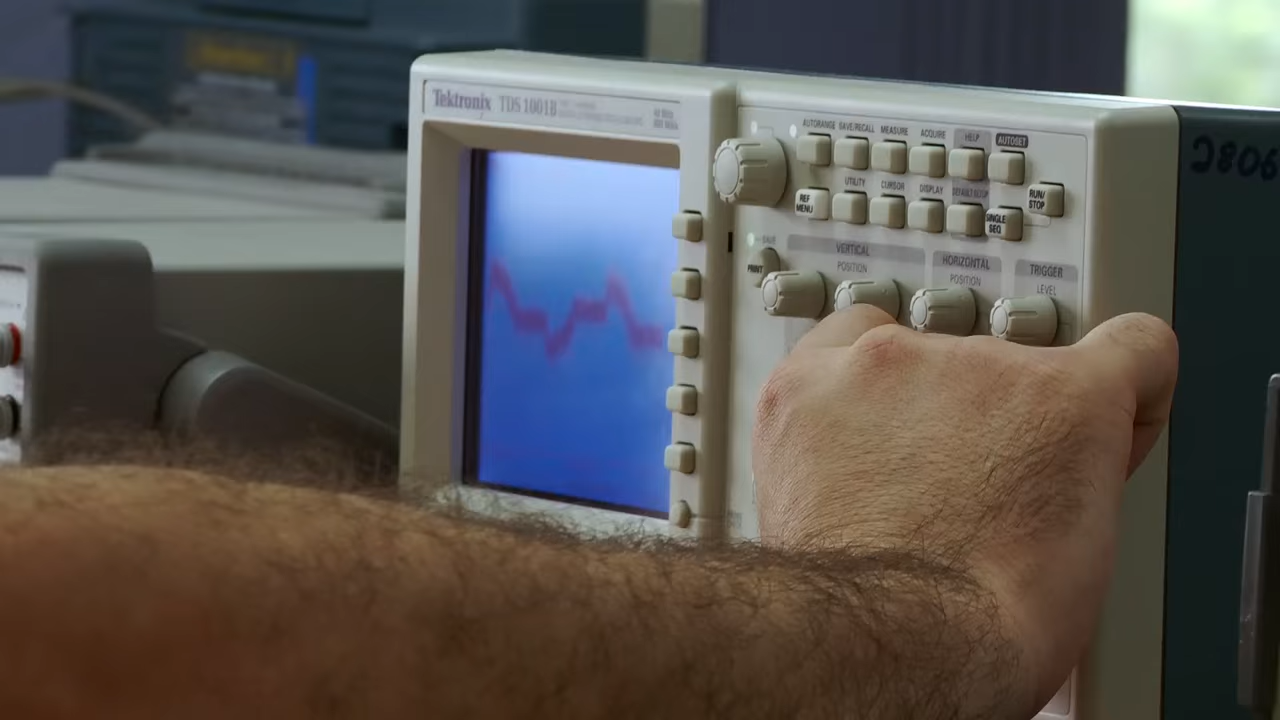 Tektronix TDS 1001B
AUTORANGE SAVE/RECALL MEASURE ACQUIRE HELP AUTOSET
UTILITY CURSOR DISPLAY DEFAULT SETUP
REF MENU
SINGLE SEQ
RUN/ STOP
SAVE
PRINT
VERTICAL
POSITION
HORIZONTAL
POSITION
TRIGGER
LEVEL